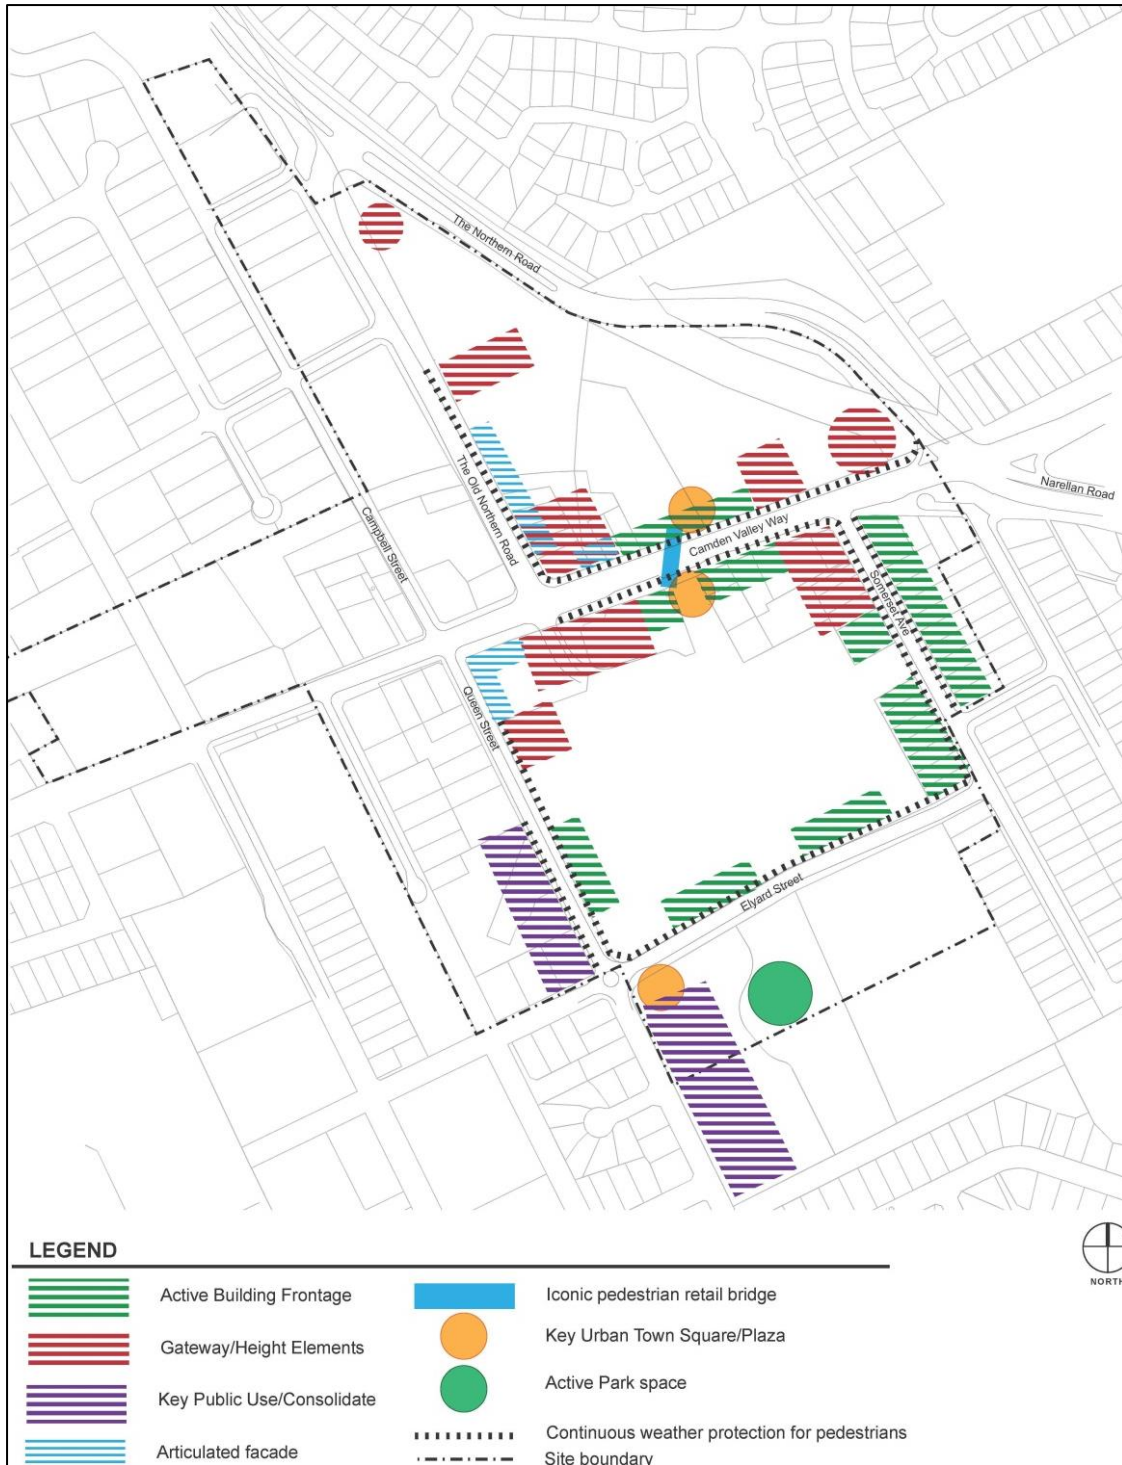 The Northern Road
Narellan Road
The Old Northern Road
Camden Valley Way
Campbell Street
Somerset Ave
Queen Street
Elyard Street
NORTH
LEGEND
Active Building Frontage
Gateway/Height Elements
Key Public Use/Consolidate
Articulated facade
Iconic pedestrian retail bridge
Key Urban Town Square/Plaza
Active Park space
Continuous weather protection for pedestrians
Site boundary